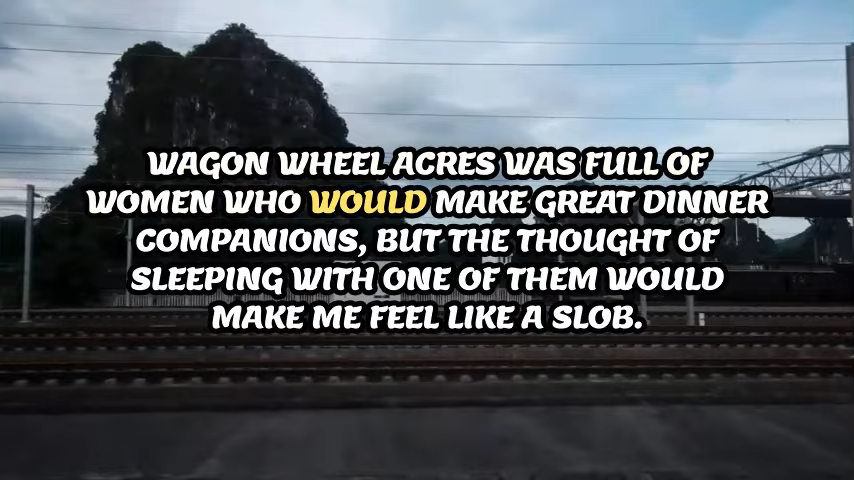 WAGON WHEEL ACRES WAS FULL OF
WOMEN WHO WOULD MAKE GREAT DINNER
COMPANIONS, BUT THE THOUGHT OF
SLEEPING WITH ONE OF THEM WOULD
MAKE ME FEEL LIKE A SLOB.